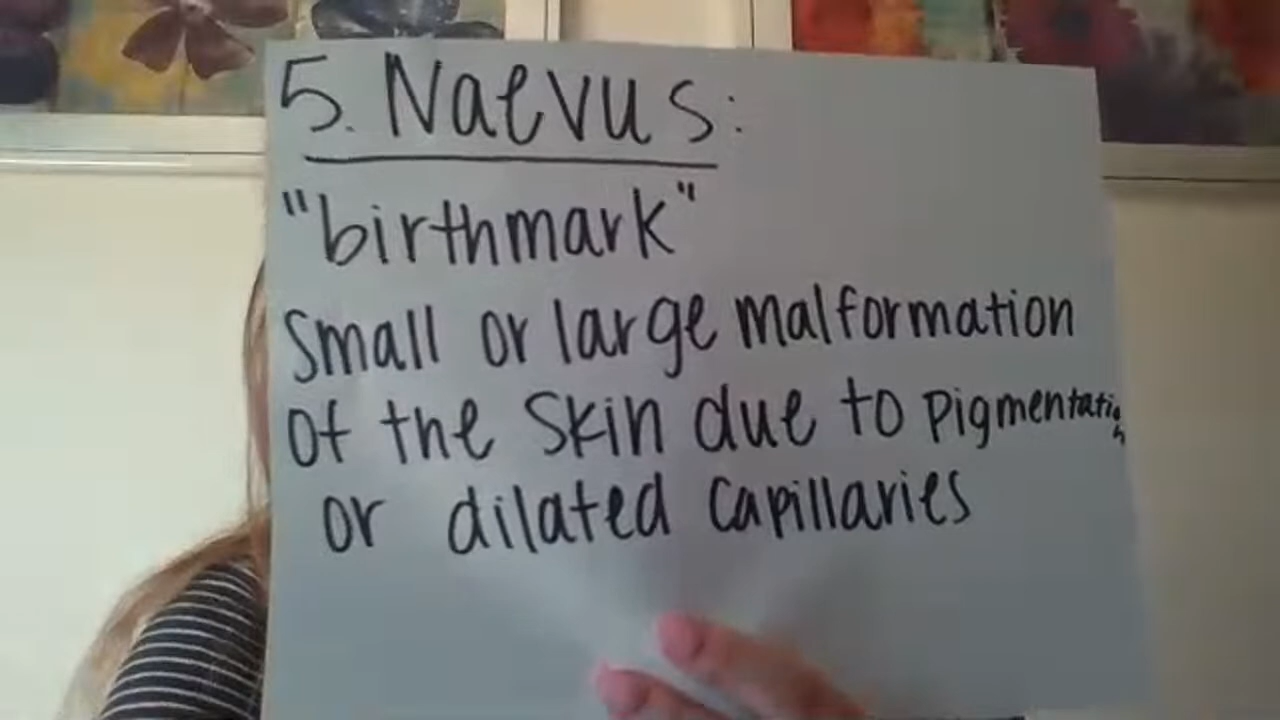 5. Naevus:
"birthmark"
Small or large malformation
Of the Skin due to pigmentation
or dilated capillaries